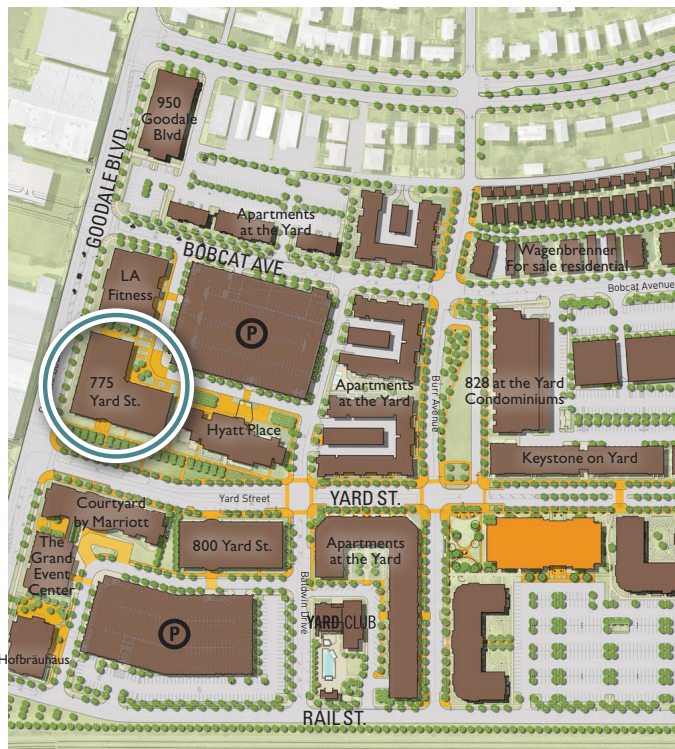 950
Goodale
Blvd.
GOODALE BLVD.
Apartments
at the Yard
BOBCAT AVE
Wagenbrenner
For sale residential
Bobcat Avenue
LA
Fitness
P
775
Yard St.
Hyatt Place
Apartments
at the Yard
Burr Avenue
828 at the Yard
Condominiums
Keystone on Yard
Yard Street
YARD ST.
Courtyard
by Marriott
800 Yard St.
Apartments
at the Yard
The
Grand
Event
Center
Baldwin Drive
P
YARD CLUB
Hofbräuhaus
RAIL ST.